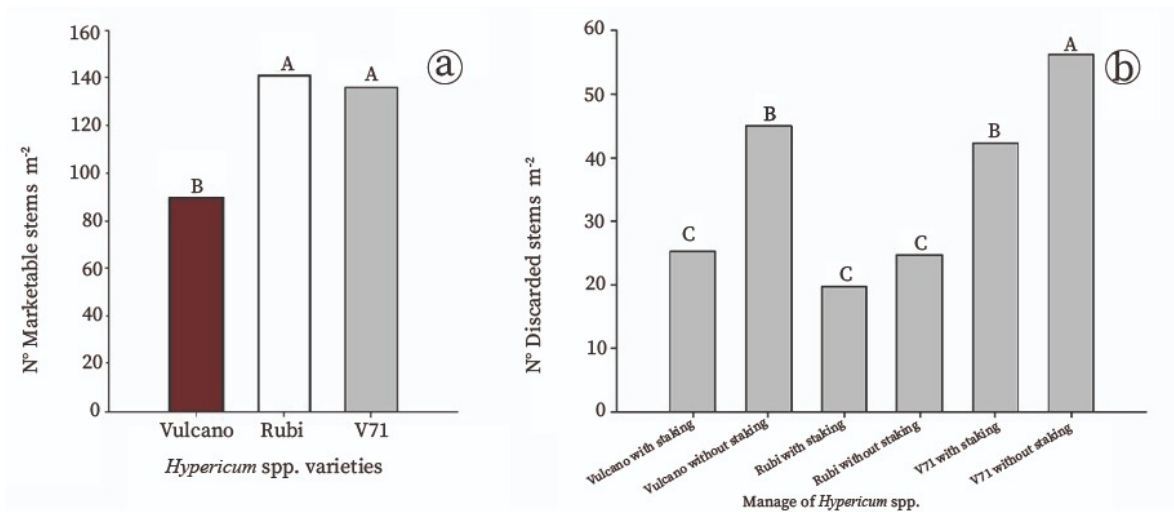 N° Marketable stems m⁻²
160
140
120
100
80
60
40
20
0
B
A
A
ⓐ
Vulcano
Rubi
V71
Hypericum spp. varieties
N° Discarded stems m⁻²
60
50
40
30
20
10
0
C
B
C
C
B
A
ⓑ
Vulcano with staking
Vulcano without staking
Rubi with staking
Rubi without staking
V71 with staking
V71 without staking
Manage of Hypericum spp.